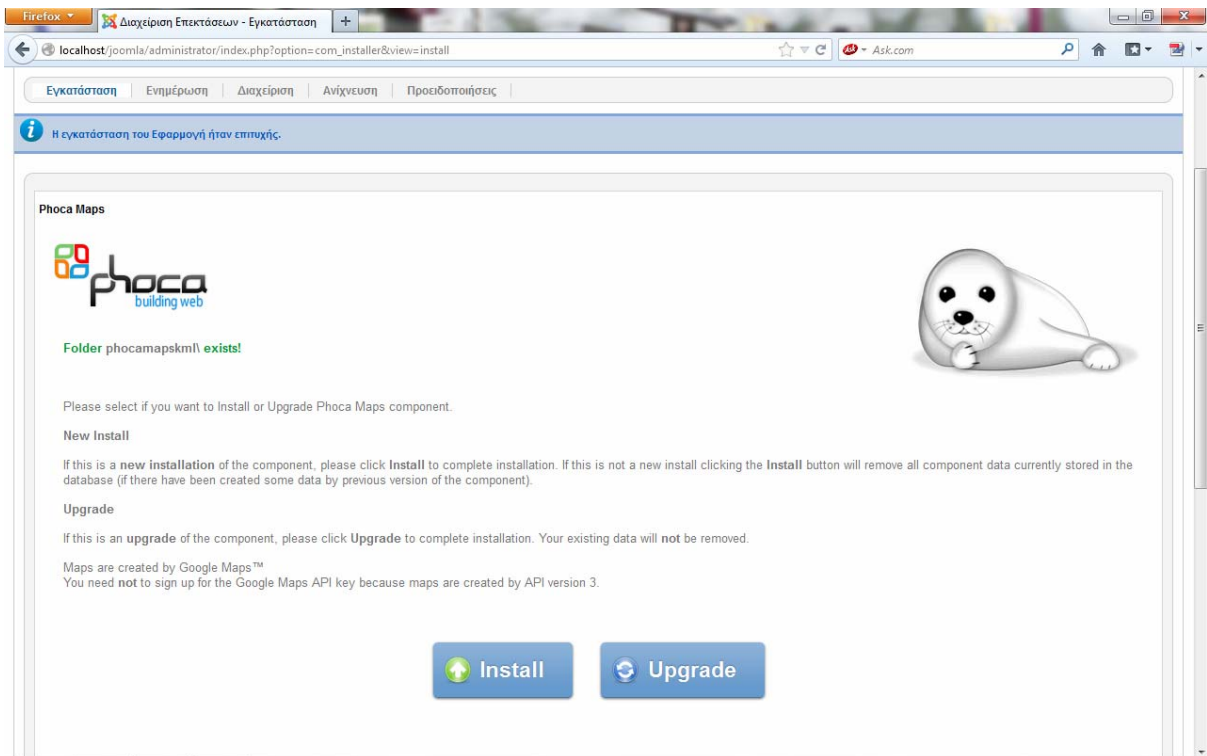 Firefox
Διαχείριση Επεκτάσεων - Εγκατάσταση
localhost/joomla/administrator/index.php?option=com_installer&view=install
Ask.com
Εγκατάσταση
Ενημέρωση
Διαχείριση
Ανίχνευση
Προειδοποιήσεις
i
Η εγκατάσταση του Εφαρμογή ήταν επιτυχής.
Phoca Maps
phoca
building web
Folder phocamapskml\ exists!
Please select if you want to Install or Upgrade Phoca Maps component.
New Install
If this is a new installation of the component, please click Install to complete installation. If this is not a new install clicking the Install button will remove all component data currently stored in the
database (if there have been created some data by previous version of the component).
Upgrade
If this is an upgrade of the component, please click Upgrade to complete installation. Your existing data will not be removed.
Maps are created by Google Maps™
You need not to sign up for the Google Maps API key because maps are created by API version 3.
Install
Upgrade